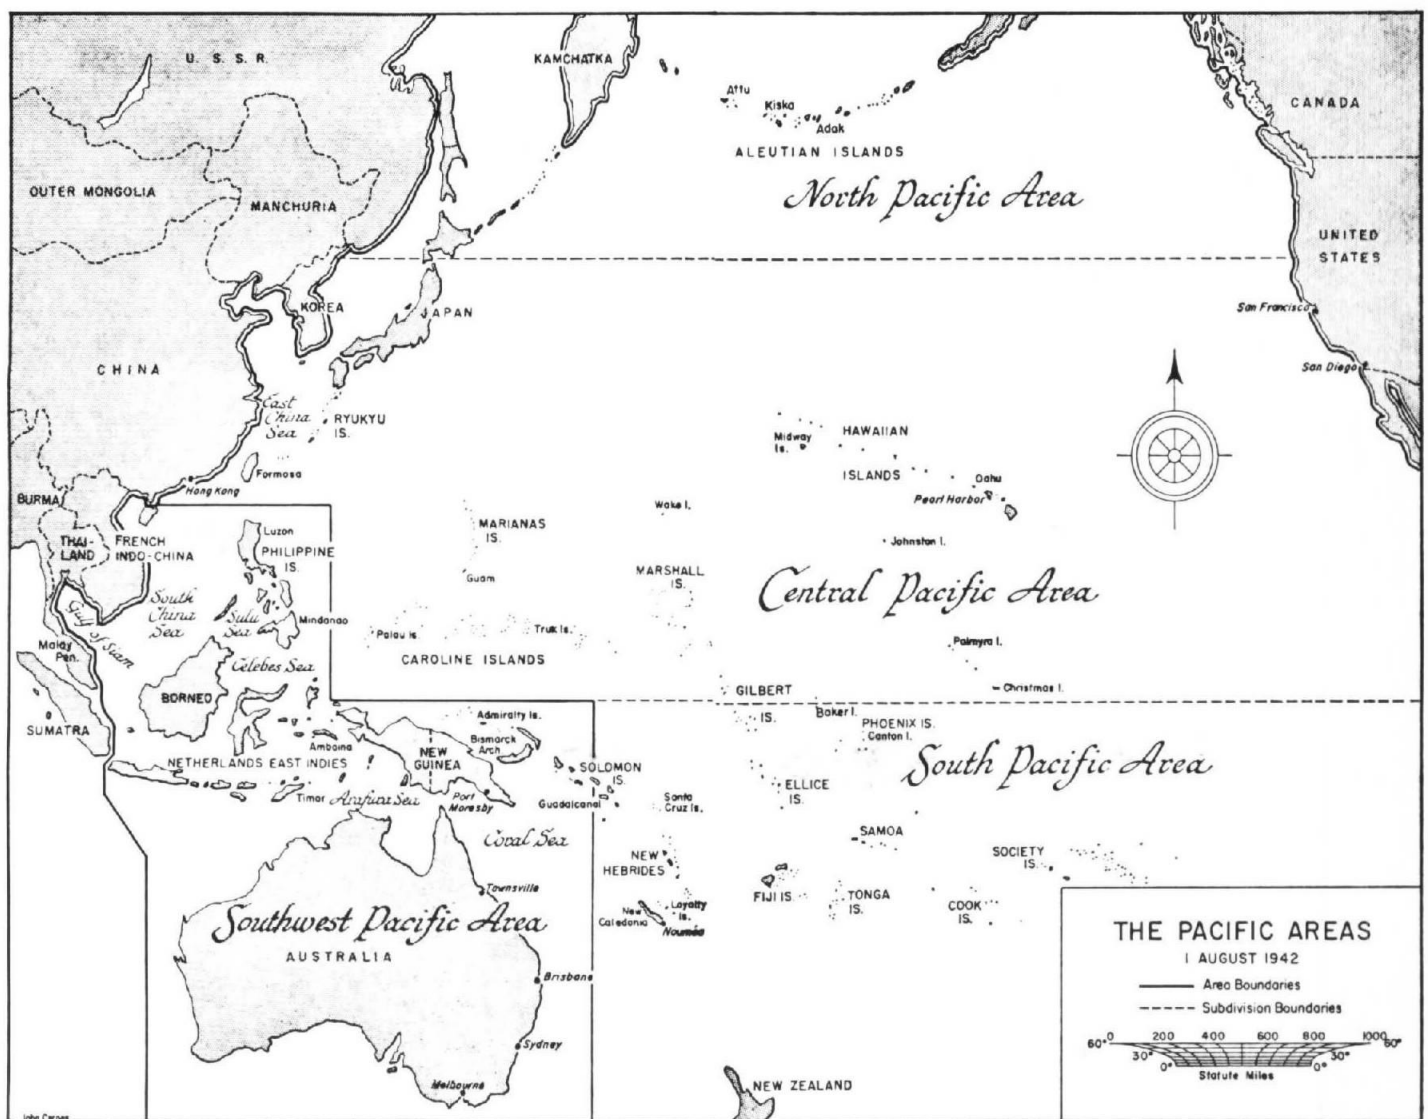 U. S. S. R.
KAMCHATKA
Attu
Kiska
Adak
ALEUTIAN ISLANDS
CANADA
North Pacific Area
OUTER MONGOLIA
MANCHURIA
UNITED
STATES
KOREA
JAPAN
San Francisco
San Diego
CHINA
East
China
Sea
RYUKYU
IS.
Formosa
Hong Kong
Midway
Is.
HAWAIIAN
ISLANDS
Oahu
Pearl Harbor
BURMA
THAI-
LAND
FRENCH
INDO-CHINA
Luzon
PHILIPPINE
IS.
MARIANAS
IS.
Guam
Wake I.
Johnston I.
MARSHALL
IS.
Central Pacific Area
South
China
Sea
Sulu
Sea
Mindanao
Gulf of Siam
Malay
Pen.
Palau Is.
Truk Is.
CAROLINE ISLANDS
Palmyra I.
Christmas I.
Celebes Sea
BORNEO
SUMATRA
GILBERT
IS.
Baker I.
PHOENIX IS.
Canton I.
Admiralty Is.
Bismarck
Arch
NEW
GUINEA
Amboina
NETHERLANDS EAST INDIES
SOLOMON
IS.
South Pacific Area
Timor
Arafura Sea
Port
Moresby
Guadalcanal
Santa
Cruz Is.
ELLICE
IS.
Coral Sea
SAMOA
NEW
HEBRIDES
SOCIETY
IS.
Townsville
FIJI IS.
TONGA
IS.
COOK
IS.
New
Caledonia
Loyalty
Is.
Nouméa
Southwest Pacific Area
AUSTRALIA
Brisbane
Sydney
Melbourne
NEW ZEALAND
THE PACIFIC AREAS
1 AUGUST 1942
Area Boundaries
Subdivision Boundaries
0 200 400 600 800 1000
60° 60°
30° 30°
0° 0°
Statute Miles